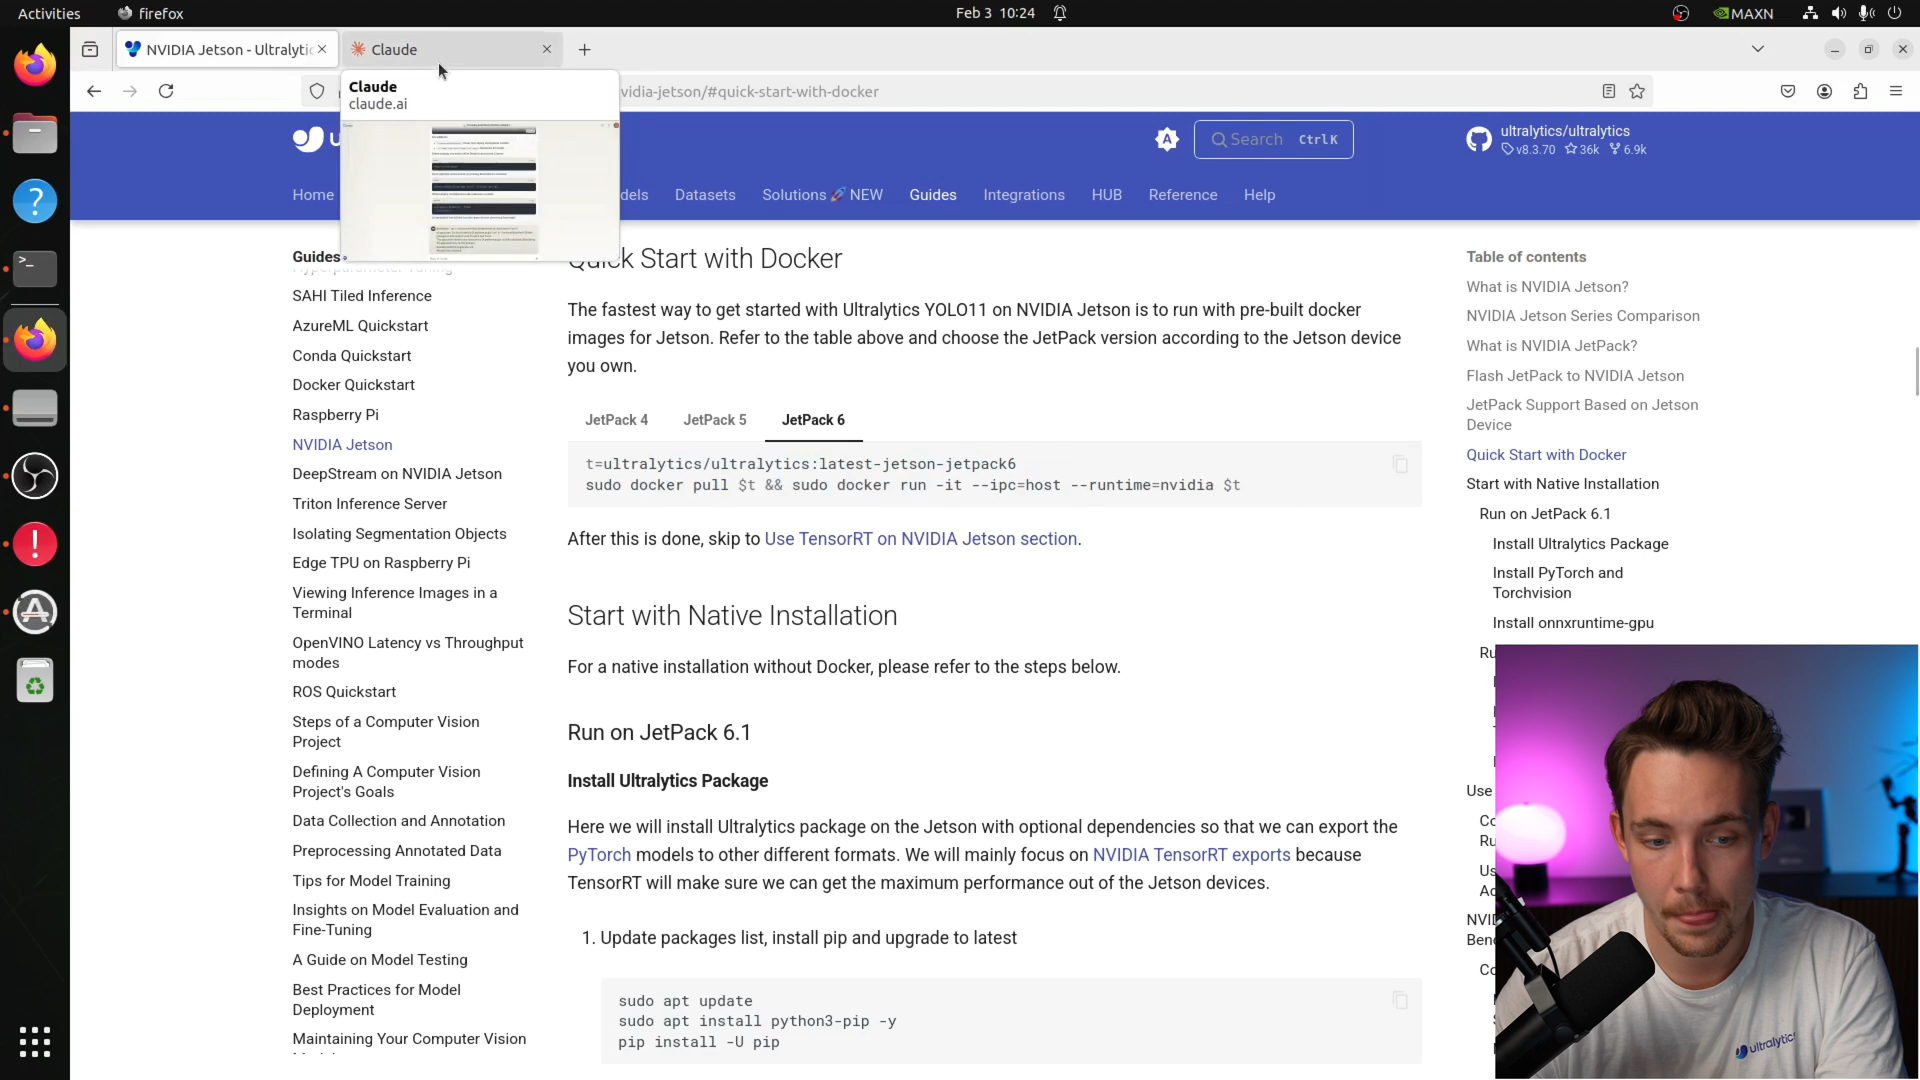 Activities
firefox
Feb 3 10:24
MAXN
NVIDIA Jetson - Ultralytic
Claude
Claude
claude.ai
vidia-jetson/#quick-start-with-docker
Search Ctrl K
ultralytics/ultralytics
v8.3.70 36k 6.9k
Home
Datasets
Solutions 🚀 NEW
Guides
Integrations
HUB
Reference
Help
Guides
SAHI Tiled Inference
AzureML Quickstart
Conda Quickstart
Docker Quickstart
Raspberry Pi
NVIDIA Jetson
DeepStream on NVIDIA Jetson
Triton Inference Server
Isolating Segmentation Objects
Edge TPU on Raspberry Pi
Viewing Inference Images in a
Terminal
OpenVINO Latency vs Throughput
modes
ROS Quickstart
Steps of a Computer Vision
Project
Defining A Computer Vision
Project's Goals
Data Collection and Annotation
Preprocessing Annotated Data
Tips for Model Training
Insights on Model Evaluation and
Fine-Tuning
A Guide on Model Testing
Best Practices for Model
Deployment
Maintaining Your Computer Vision
Quick Start with Docker
The fastest way to get started with Ultralytics YOLO11 on NVIDIA Jetson is to run with pre-built docker
images for Jetson. Refer to the table above and choose the JetPack version according to the Jetson device
you own.
JetPack 4 JetPack 5 JetPack 6
t=ultralytics/ultralytics:latest-jetson-jetpack6
sudo docker pull $t && sudo docker run -it --ipc=host --runtime=nvidia $t
After this is done, skip to Use TensorRT on NVIDIA Jetson section.
Start with Native Installation
For a native installation without Docker, please refer to the steps below.
Run on JetPack 6.1
Install Ultralytics Package
Here we will install Ultralytics package on the Jetson with optional dependencies so that we can export the
PyTorch models to other different formats. We will mainly focus on NVIDIA TensorRT exports because
TensorRT will make sure we can get the maximum performance out of the Jetson devices.
1. Update packages list, install pip and upgrade to latest
sudo apt update
sudo apt install python3-pip -y
pip install -U pip
Table of contents
What is NVIDIA Jetson?
NVIDIA Jetson Series Comparison
What is NVIDIA JetPack?
Flash JetPack to NVIDIA Jetson
JetPack Support Based on Jetson
Device
Quick Start with Docker
Start with Native Installation
Run on JetPack 6.1
Install Ultralytics Package
Install PyTorch and
Torchvision
Install onnxruntime-gpu
Use
ultralytics